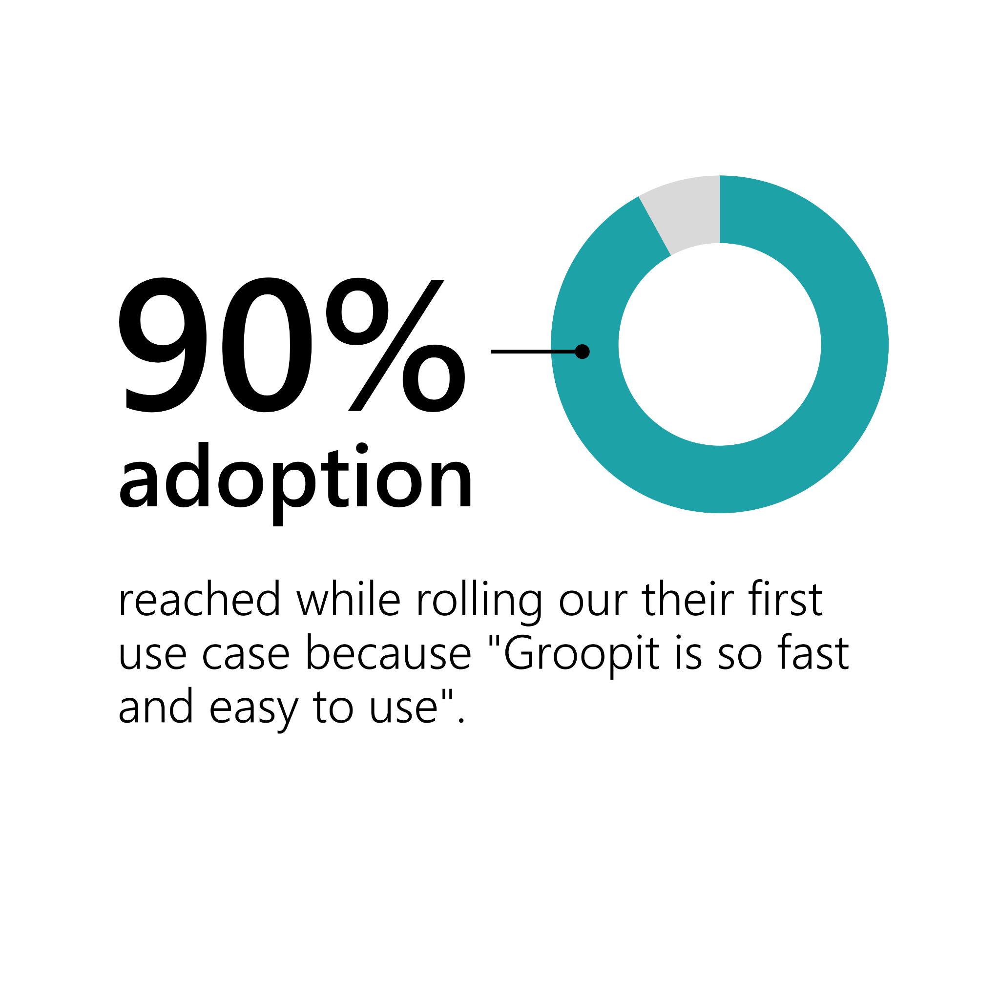 90%
adoption
reached while rolling our their first
use case because "Groopit is so fast
and easy to use".